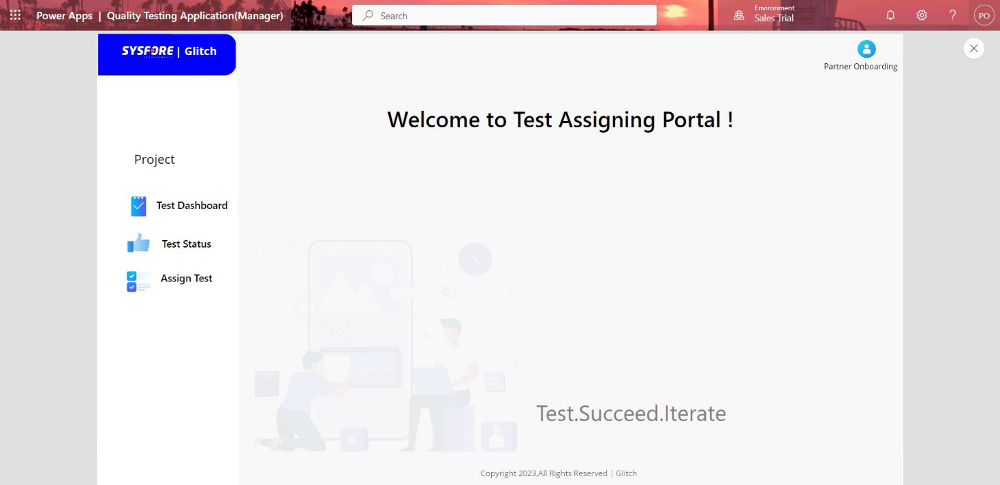 Power Apps | Quality Testing Application(Manager)
Search
Environment
Sales Trial
?
PO
SYSFORE | Glitch
Partner Onboarding
Welcome to Test Assigning Portal !
Project
Test Dashboard
Test Status
Assign Test
</>
#
Test.Succeed.Iterate
Copyright 2023,All Rights Reserved | Glitch